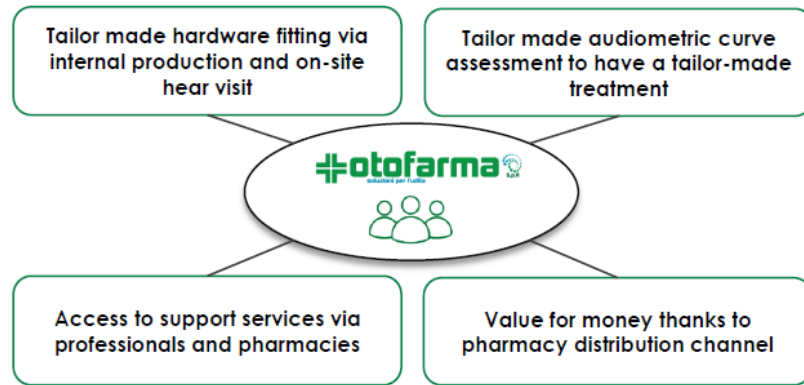 Tailor made hardware fitting via
internal production and on-site
hear visit
Tailor made audiometric curve
assessment to have a tailor-made
treatment
otofarma
S.p.A
soluzioni per l'udito
Access to support services via
professionals and pharmacies
Value for money thanks to
pharmacy distribution channel